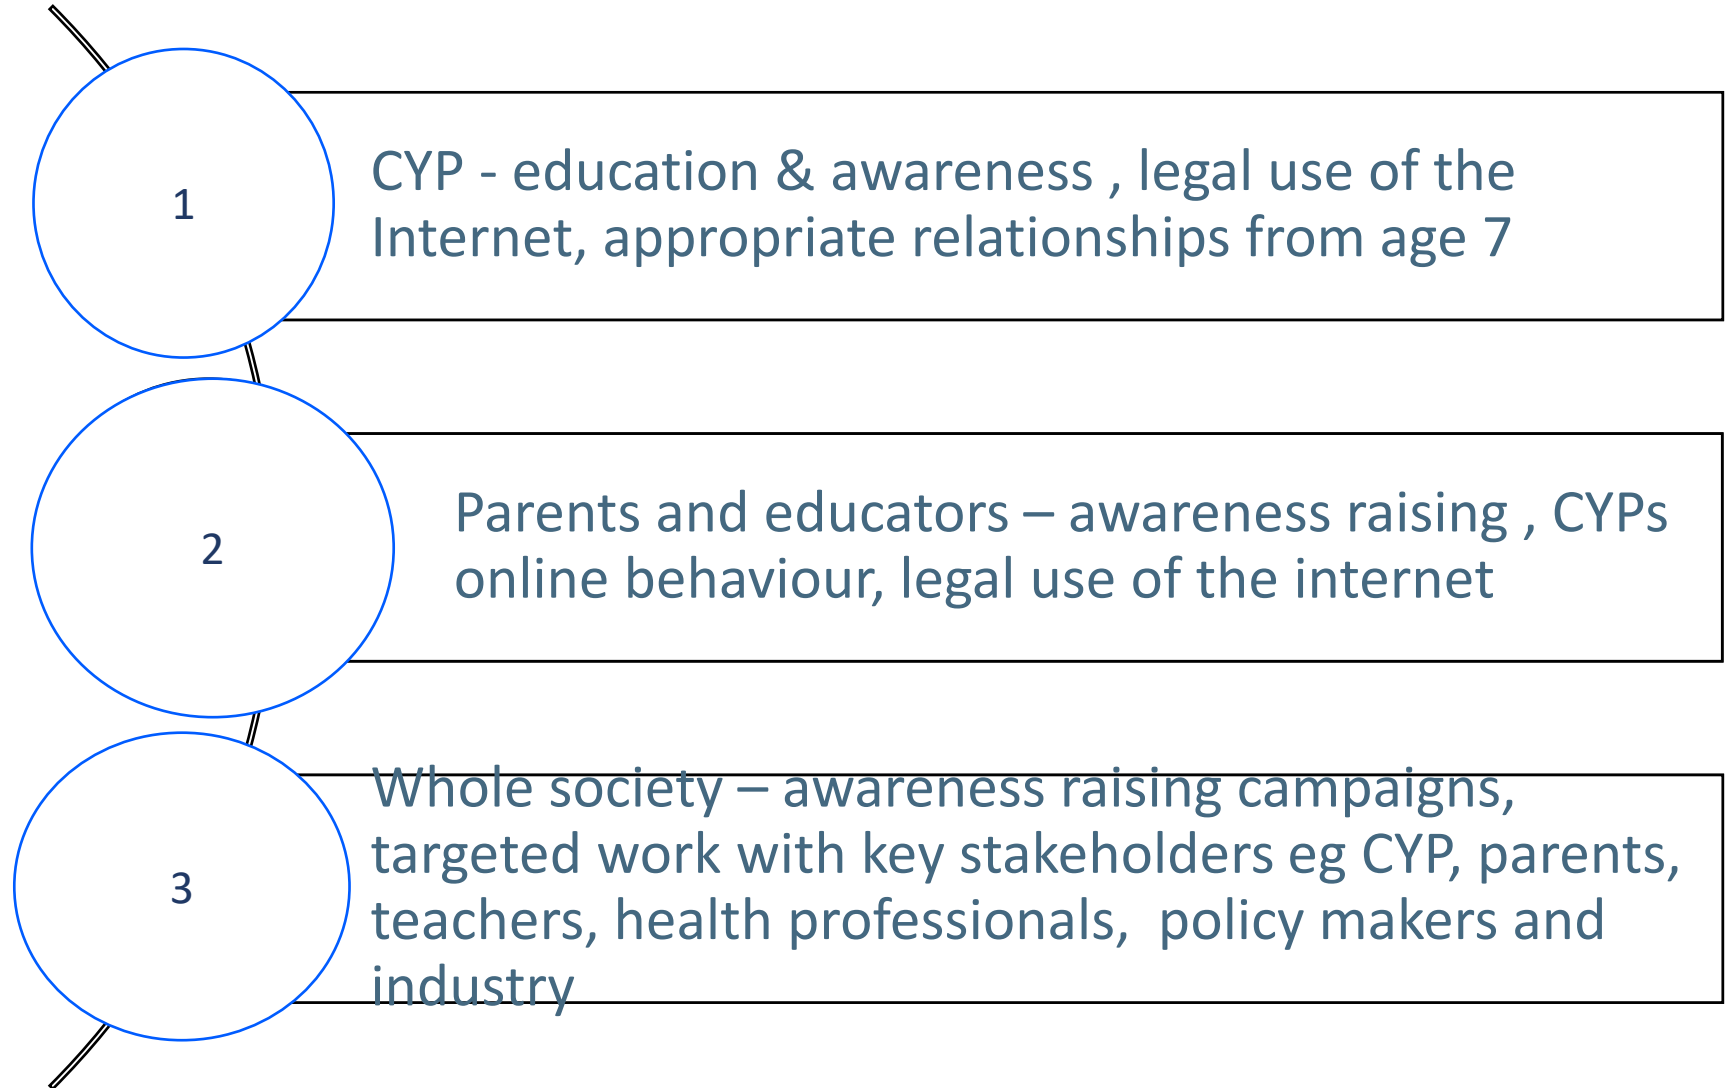 1
CYP - education & awareness , legal use of the
Internet, appropriate relationships from age 7
2
Parents and educators – awareness raising , CYPs
online behaviour, legal use of the internet
3
Whole society – awareness raising campaigns,
targeted work with key stakeholders eg CYP, parents,
teachers, health professionals,  policy makers and
industry